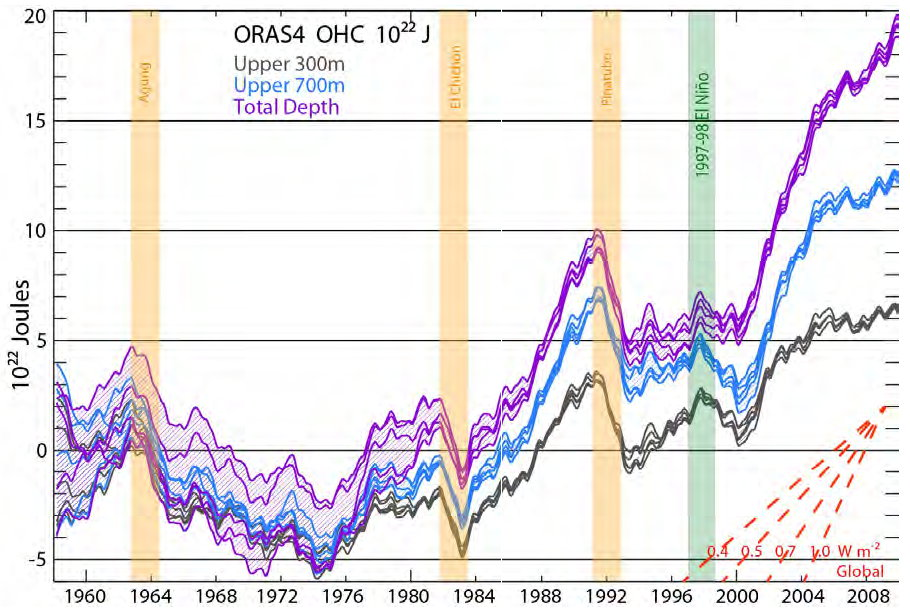 ORAS4 OHC 10²² J
Upper 300m
Upper 700m
Total Depth
Agung
El Chichon
Pinatubo
1997-98 El Niño
10²² Joules
20
15
10
5
0
-5
0.4 0.5 0.7 1.0 W m⁻²
Global
1960 1964 1968 1972 1976 1980 1984 1988 1992 1996 2000 2004 2008